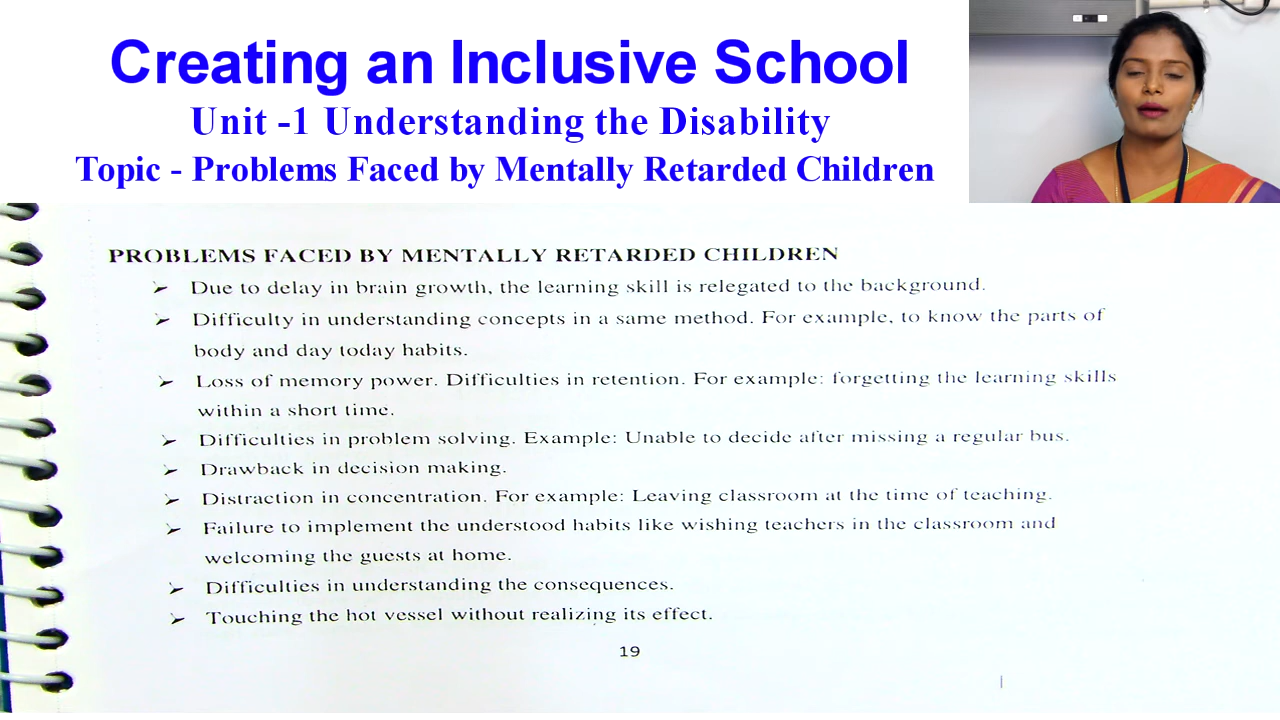 Creating an Inclusive School
Unit -1 Understanding the Disability
Topic - Problems Faced by Mentally Retarded Children
PROBLEMS FACED BY MENTALLY RETARDED CHILDREN
➢ Due to delay in brain growth, the learning skill is relegated to the background.
➢ Difficulty in understanding concepts in a same method. For example, to know the parts of
body and day today habits.
➢ Loss of memory power. Difficulties in retention. For example: forgetting the learning skills
within a short time.
➢ Difficulties in problem solving. Example: Unable to decide after missing a regular bus.
➢ Drawback in decision making.
➢ Distraction in concentration. For example: Leaving classroom at the time of teaching.
➢ Failure to implement the understood habits like wishing teachers in the classroom and
welcoming the guests at home.
➢ Difficulties in understanding the consequences.
➢ Touching the hot vessel without realizing its effect.
19